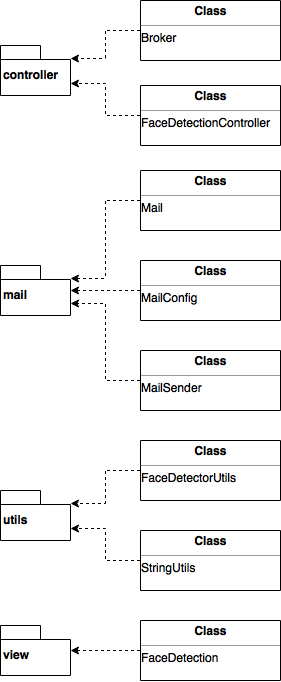 Class
Broker
controller
Class
FaceDetectionController
Class
Mail
mail
Class
MailConfig
Class
MailSender
Class
FaceDetectorUtils
utils
Class
StringUtils
Class
view
FaceDetection